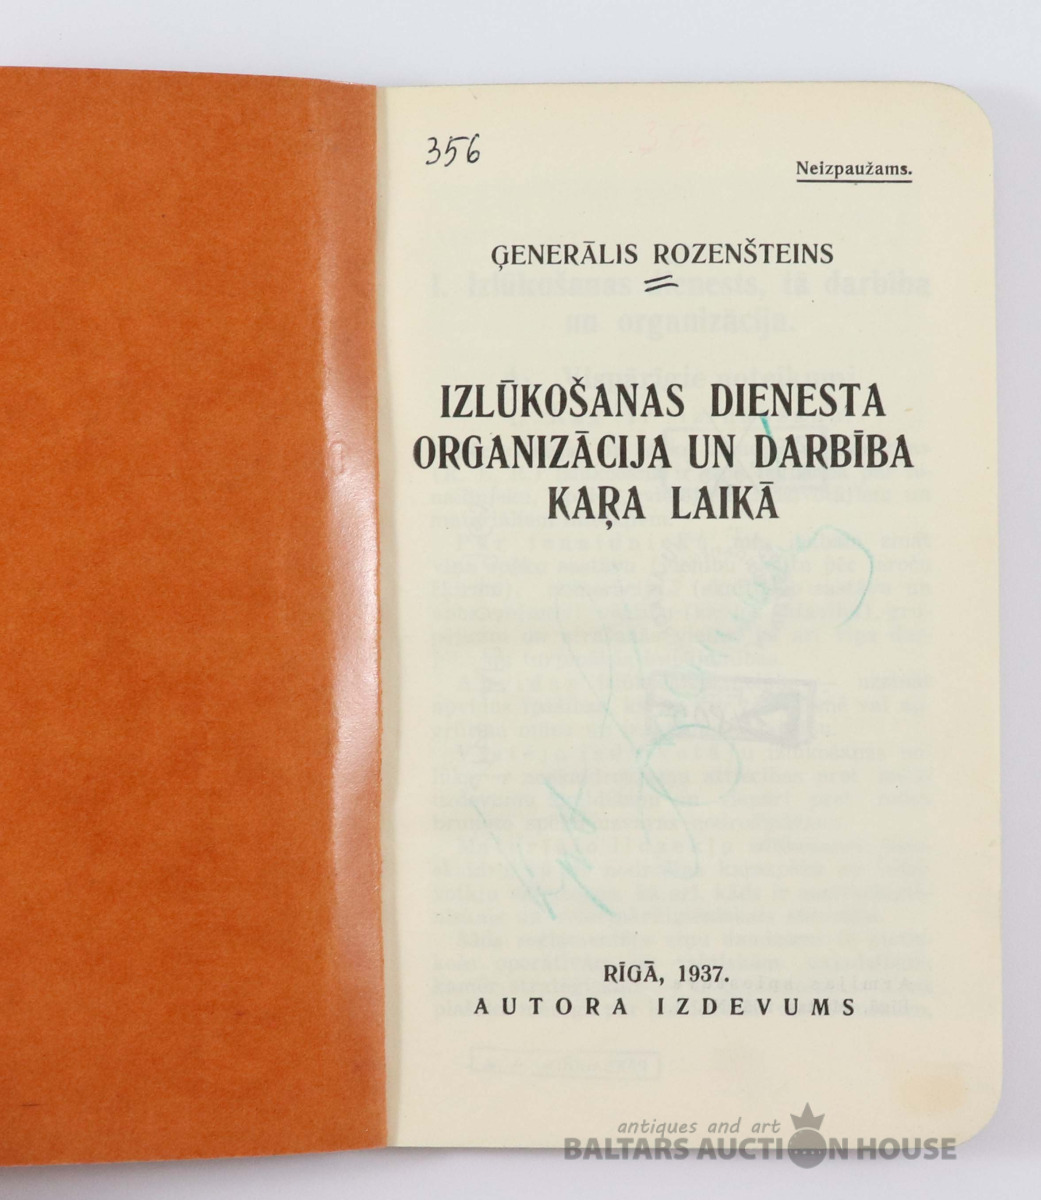 356
Neizpaužams.
ĢENERĀLIS ROZENŠTEINS
IZLŪKOŠANAS DIENESTA
ORGANIZĀCIJA UN DARBĪBA
KAŖA LAIKĀ
RĪGĀ, 1937.
AUTORA IZDEVUMS
antiques and art
BALTARS AUCTION HOUSE